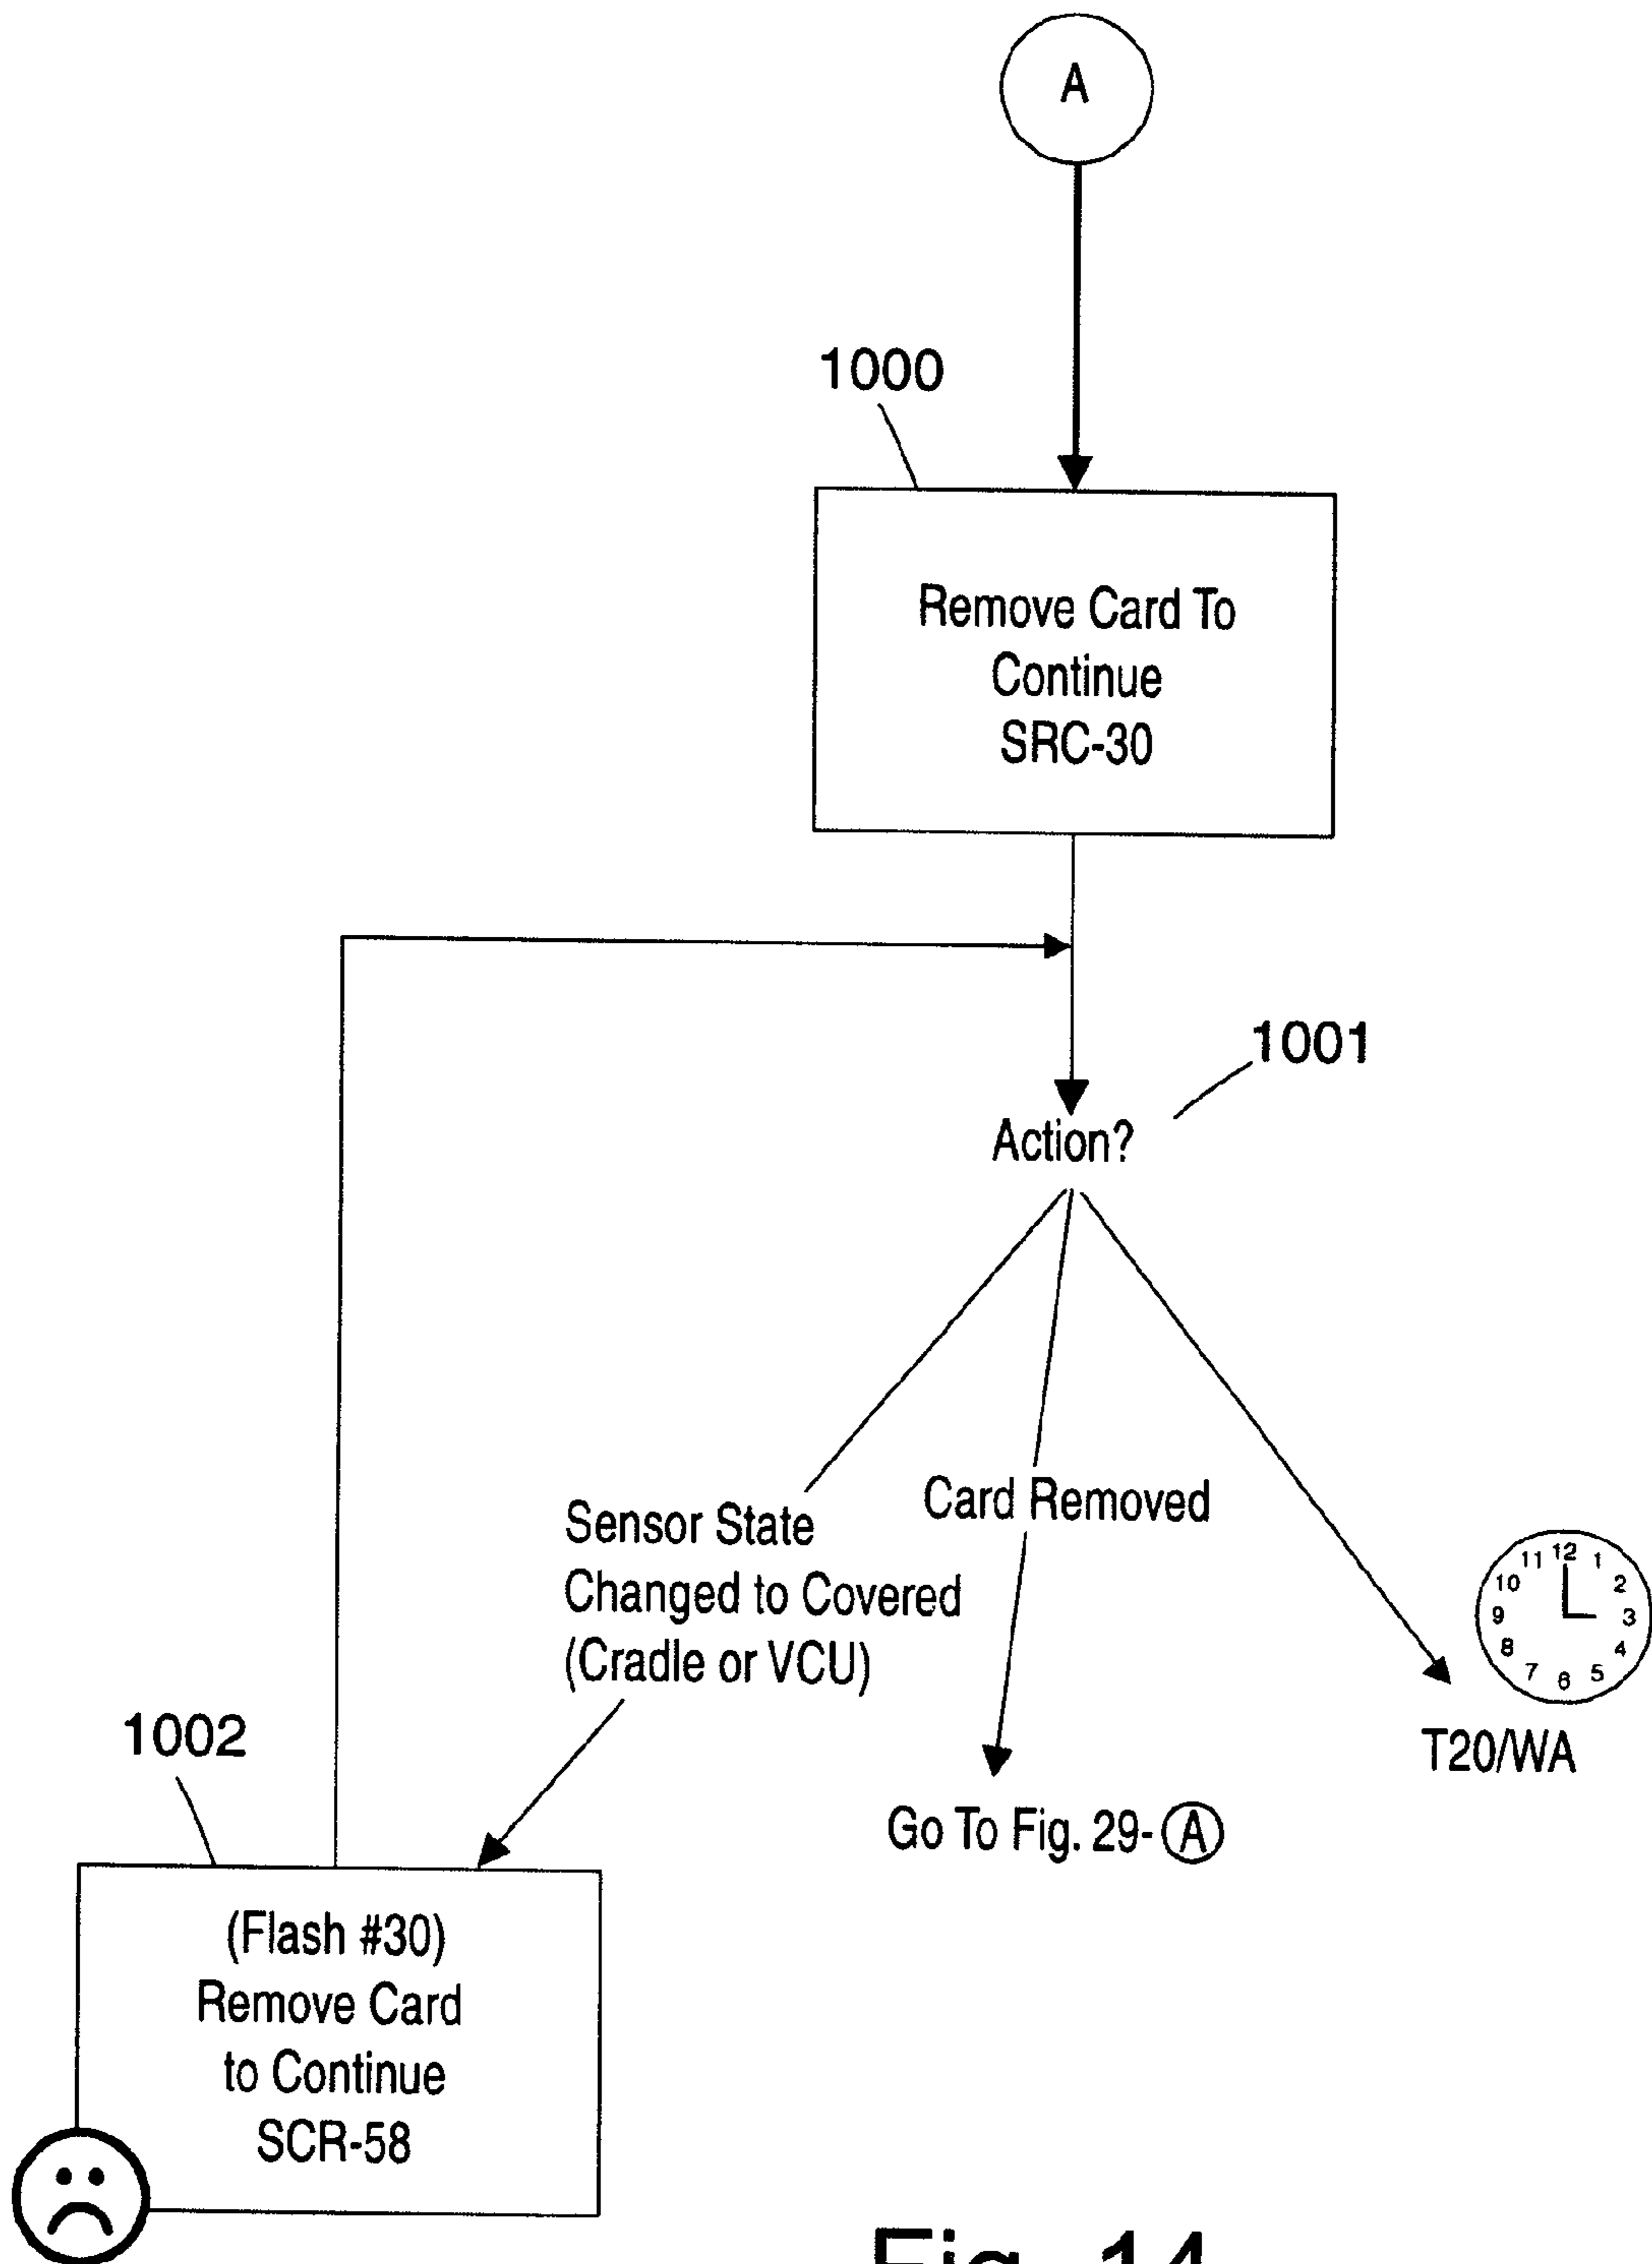 A
1000
Remove Card To
Continue
SRC-30
1001
Action?
Sensor State
Changed to Covered
(Cradle or VCU)
Card Removed
Go To Fig. 29-A
11 12 1
10 2
9 3
8 4
7 6 5
T20/WA
1002
(Flash #30)
Remove Card
to Continue
SCR-58
Fig. 14